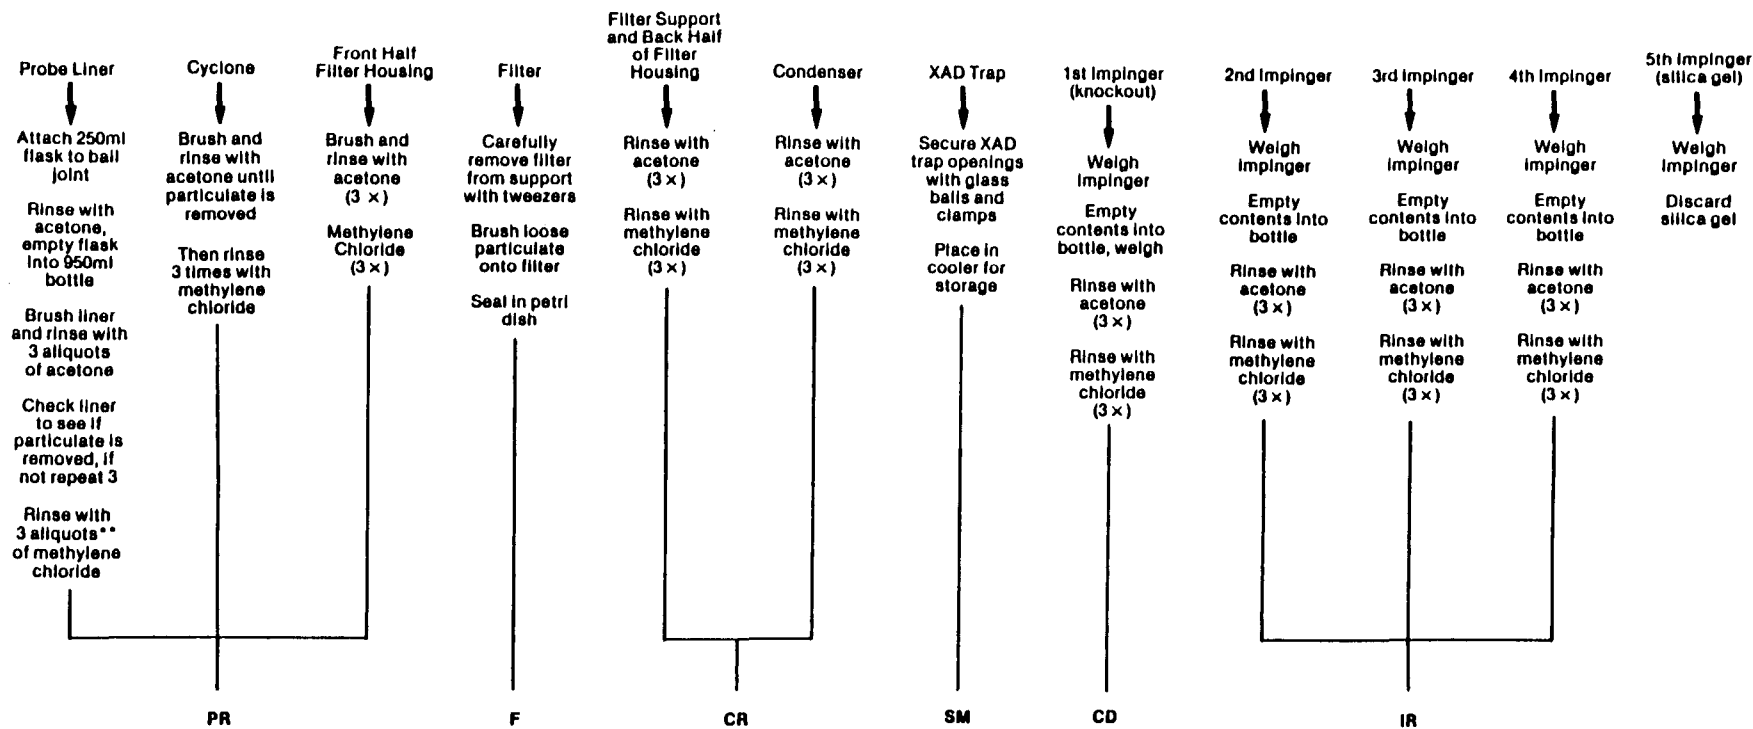 Probe Liner
Attach 250ml
flask to ball
joint
Rinse with
acetone,
empty flask
into 950ml
bottle
Brush liner
and rinse with
3 aliquots
of acetone
Check liner
to see if
particulate is
removed, if
not repeat 3
Rinse with
3 aliquots**
of methylene
chloride
Cyclone
Brush and
rinse with
acetone until
particulate is
removed
Then rinse
3 times with
methylene
chloride
Front Half
Filter Housing
Brush and
rinse with
acetone
(3 ×)
Methylene
Chloride
(3 ×)
PR
Filter
Carefully
remove filter
from support
with tweezers
Brush loose
particulate
onto filter
Seal in petri
dish
F
Filter Support
and Back Half
of Filter
Housing
Rinse with
acetone
(3 ×)
Rinse with
methylene
chloride
(3 ×)
Condenser
Rinse with
acetone
(3 ×)
Rinse with
methylene
chloride
(3 ×)
CR
XAD Trap
Secure XAD
trap openings
with glass
balls and
clamps
Place in
cooler for
storage
SM
1st Impinger
(knockout)
Weigh
Impinger
Empty
contents into
bottle, weigh
Rinse with
acetone
(3 ×)
Rinse with
methylene
chloride
(3 ×)
CD
2nd Impinger
Weigh
Impinger
Empty
contents into
bottle
Rinse with
acetone
(3 ×)
Rinse with
methylene
chloride
(3 ×)
3rd Impinger
Weigh
Impinger
Empty
contents into
bottle
Rinse with
acetone
(3 ×)
Rinse with
methylene
chloride
(3 ×)
4th Impinger
Weigh
Impinger
Empty
contents into
bottle
Rinse with
acetone
(3 ×)
Rinse with
methylene
chloride
(3 ×)
IR
5th Impinger
(silica gel)
Weigh
Impinger
Discard
silica gel